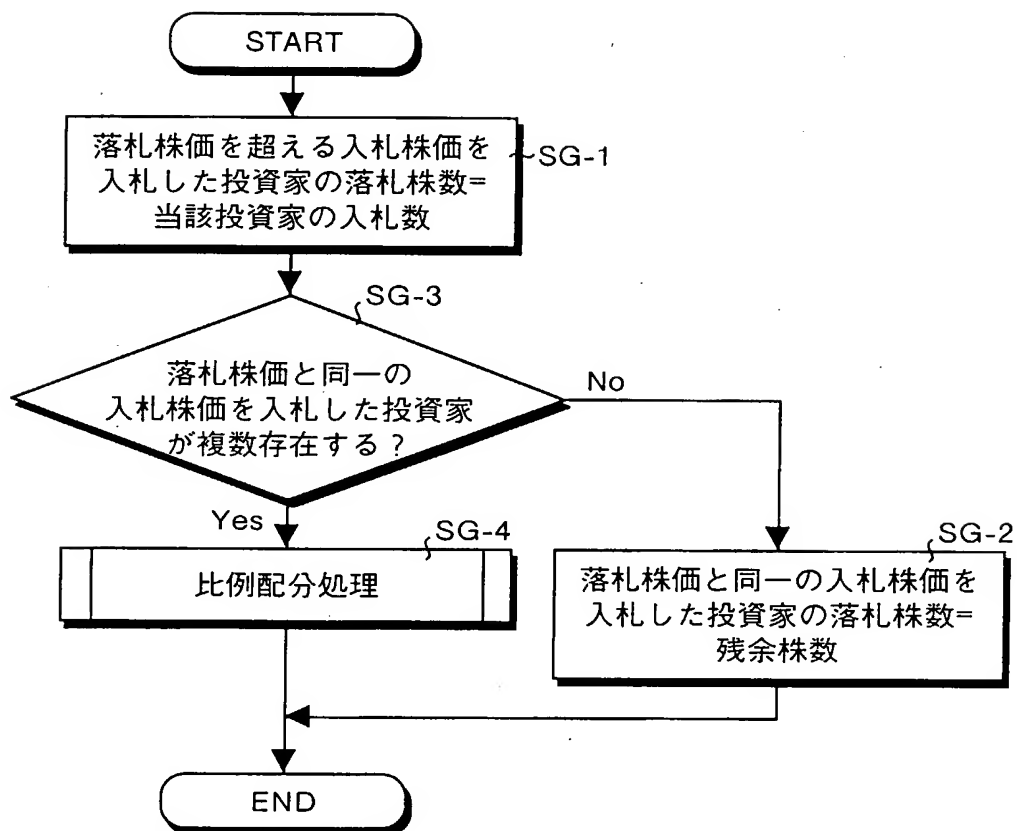 START
落札株価を超える入札株価を
入札した投資家の落札株数=
当該投資家の入札数
SG-1
SG-3
落札株価と同一の
入札株価を入札した投資家
が複数存在する?
No
Yes
SG-4
比例配分処理
SG-2
落札株価と同一の入札株価を
入札した投資家の落札株数=
残余株数
END